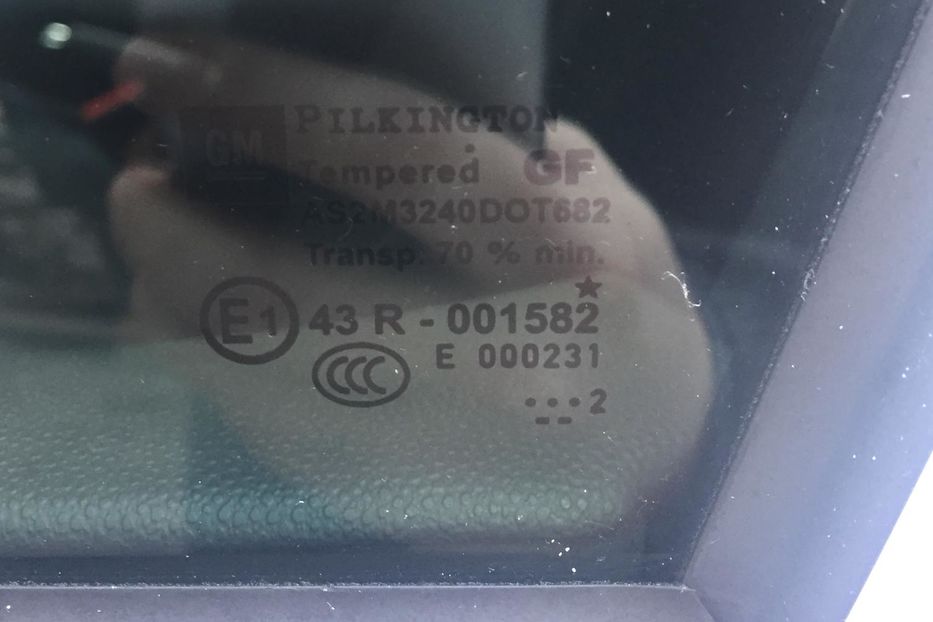 GM
PILKINGTON
Tempered GF
AS2M3240DOT682
Transp. 70 % min.
E1 43 R - 001582
CCC E 000231
2